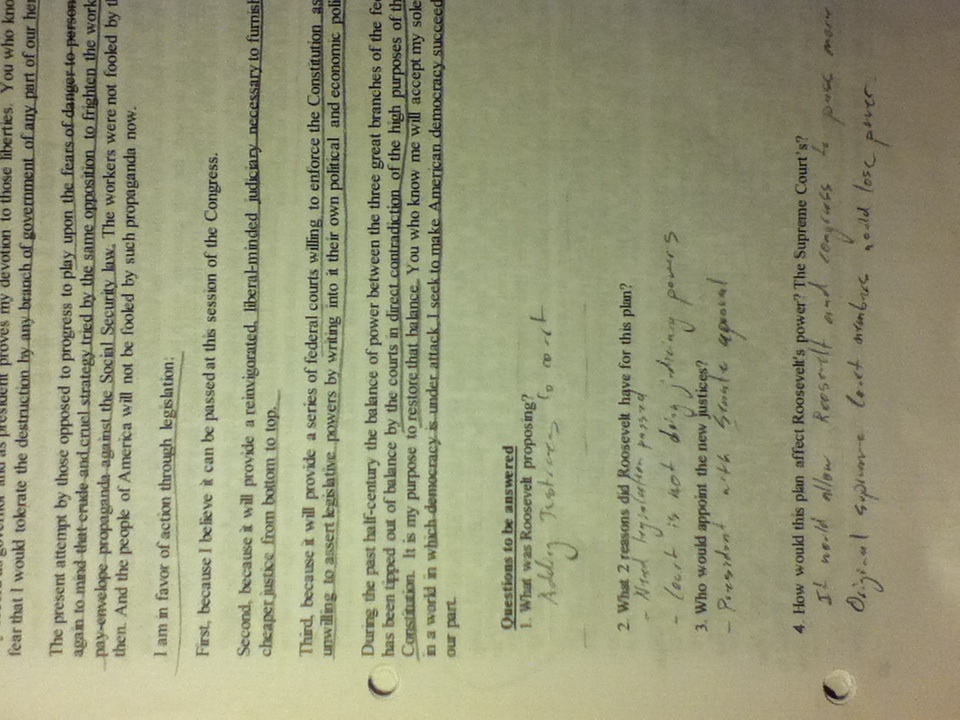 as governor and as president proves my devotion to those liberties. You who kno
fear that I would tolerate the destruction by any branch of government of any part of our her
The present attempt by those opposed to progress to play upon the fears of danger to person
again to mind that crude and cruel strategy tried by the same opposition to frighten the work
pay-envelope propaganda against the Social Security law. The workers were not fooled by t
then. And the people of America will not be fooled by such propaganda now.
I am in favor of action through legislation:
First, because I believe it can be passed at this session of the Congress.
Second, because it will provide a reinvigorated, liberal-minded judiciary necessary to furnish
cheaper justice from bottom to top.
Third, because it will provide a series of federal courts willing to enforce the Constitution as
unwilling to assert legislative powers by writing into it their own political and economic poli
During the past half-century the balance of power between the three great branches of the fe
has been tipped out of balance by the courts in direct contradiction of the high purposes of th
Constitution. It is my purpose to restore that balance. You who know me will accept my sole
in a world in which democracy is under attack, I seek to make American democracy succeed
our part.
Questions to be answered
1. What was Roosevelt proposing?
Adding Justices to court
2. What 2 reasons did Roosevelt have for this plan?
- Need legislation passed
- Court is not doing judiciary powers
3. Who would appoint the new justices?
- President with Senate aproval
4. How would this plan affect Roosevelt's power? The Supreme Court's?
It would allow Roosevelt and congress to pass more
Original supreme Court members would lose power.